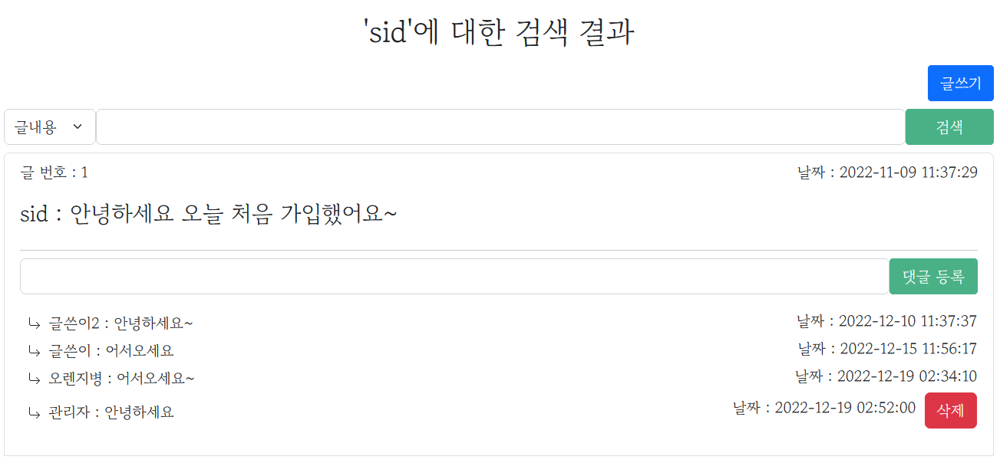 'sid'에 대한 검색 결과
글쓰기
글내용 검색
글 번호 : 1 날짜 : 2022-11-09 11:37:29
sid : 안녕하세요 오늘 처음 가입했어요~
댓글 등록
글쓴이2 : 안녕하세요~ 날짜 : 2022-12-10 11:37:37
글쓴이 : 어서오세요 날짜 : 2022-12-15 11:56:17
오렌지병 : 어서오세요~ 날짜 : 2022-12-19 02:34:10
관리자 : 안녕하세요 날짜 : 2022-12-19 02:52:00 삭제